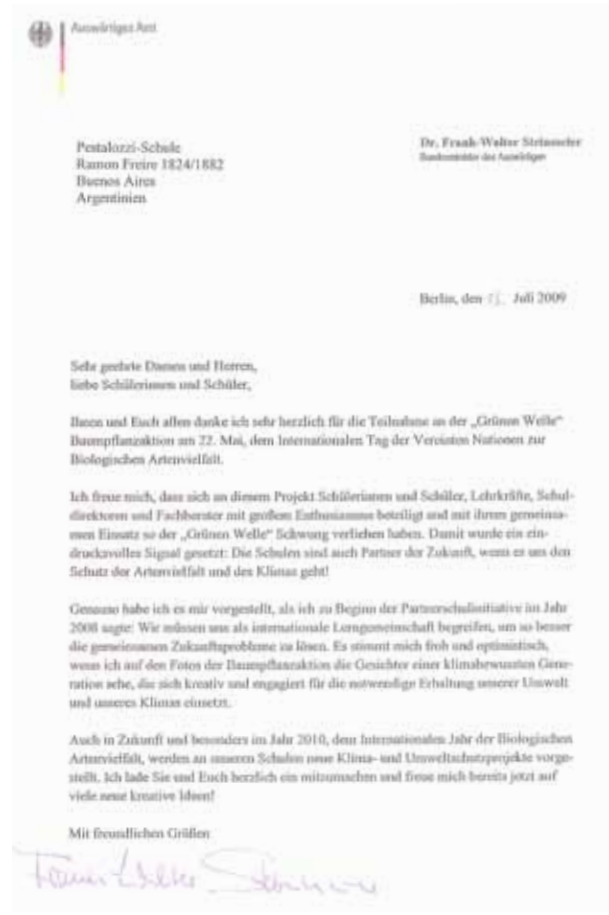 Auswärtiges Amt
Pestalozzi-Schule
Ramon Freire 1824/1882
Buenos Aires
Argentinien
Dr. Frank-Walter Steinmeier
Bundesminister des Auswärtigen
Berlin, den Juli 2009
Sehr geehrte Damen und Herren,
liebe Schülerinnen und Schüler,
Ihnen und Euch allen danke ich sehr herzlich für die Teilnahme an der „Grünen Welle“
Baumpflanzaktion am 22. Mai, dem Internationalen Tag der Vereinten Nationen zur
Biologischen Artenvielfalt.
Ich freue mich, dass sich an diesem Projekt Schülerinnen und Schüler, Lehrkräfte, Schul-
direktoren und Fachberater mit großem Enthusiasmus beteiligt und mit ihrem gemeinsa-
men Einsatz so der „Grünen Welle“ Schwung verliehen haben. Damit wurde ein ein-
drucksvolles Signal gesetzt: Die Schulen sind auch Partner der Zukunft, wenn es um den
Schutz der Artenvielfalt und des Klimas geht!
Genauso habe ich es mir vorgestellt, als ich zu Beginn der Partnerschulinitiative im Jahr
2008 sagte: Wir müssen uns als internationale Lerngemeinschaft begreifen, um so besser
die gemeinsamen Zukunftsprobleme zu lösen. Es stimmt mich froh und optimistisch,
wenn ich auf den Fotos der Baumpflanzaktion die Gesichter einer klimabewussten Gene-
ration sehe, die sich kreativ und engagiert für die notwendige Erhaltung unserer Umwelt
und unseres Klimas einsetzt.
Auch in Zukunft und besonders im Jahr 2010, dem Internationalen Jahr der Biologischen
Artenvielfalt, werden an unseren Schulen neue Klima- und Umweltschutzprojekte vorge-
stellt. Ich lade Sie und Euch herzlich ein mitzumachen und freue mich bereits jetzt auf
viele neue kreative Ideen!
Mit freundlichen Grüßen